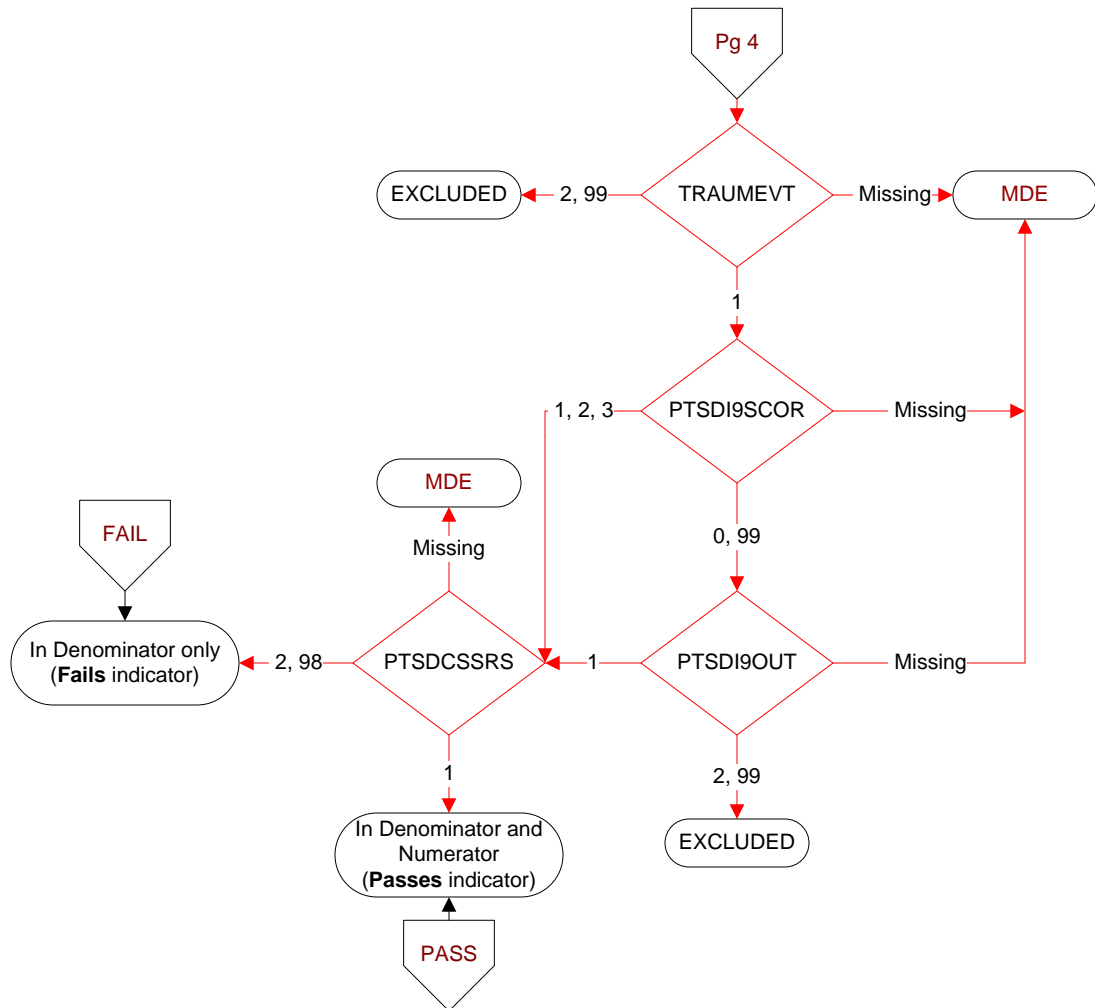 Pg 4
EXCLUDED
2, 99
TRAUMEVT
Missing
MDE
1
1, 2, 3
PTSDI9SCOR
Missing
MDE
FAIL
Missing
0, 99
In Denominator only
(Fails indicator)
2, 98
PTSDCSSRS
1
PTSDI9OUT
Missing
1
2, 99
In Denominator and
Numerator
(Passes indicator)
EXCLUDED
PASS